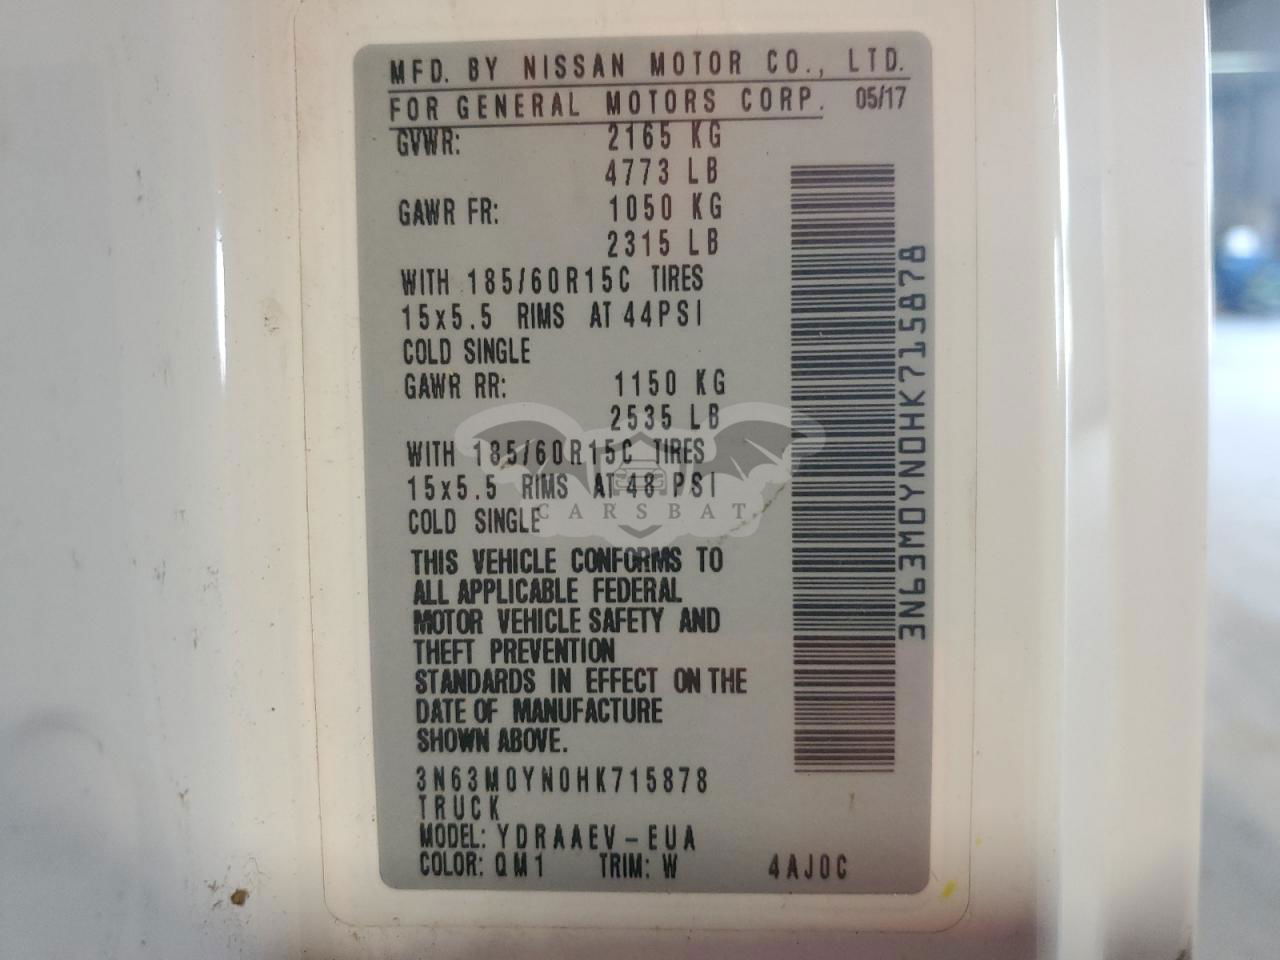 MFD. BY NISSAN MOTOR CO., LTD.
FOR GENERAL MOTORS CORP. 05/17
GVWR: 2165 KG
4773 LB
GAWR FR: 1050 KG
2315 LB
WITH 185/60R15C TIRES
15x5.5 RIMS AT 44PSI
COLD SINGLE
GAWR RR: 1150 KG
2535 LB
WITH 185/60R15C TIRES
15x5.5 RIMS AT 48 PSI
COLD SINGLE
CARSBAT
THIS VEHICLE CONFORMS TO
ALL APPLICABLE FEDERAL
MOTOR VEHICLE SAFETY AND
THEFT PREVENTION
STANDARDS IN EFFECT ON THE
DATE OF MANUFACTURE
SHOWN ABOVE.
3N63M0YN0HK715878
TRUCK
MODEL: YDRAAEV-EUA
COLOR: QM1 TRIM: W 4AJ0C
3N63M0YN0HK715878